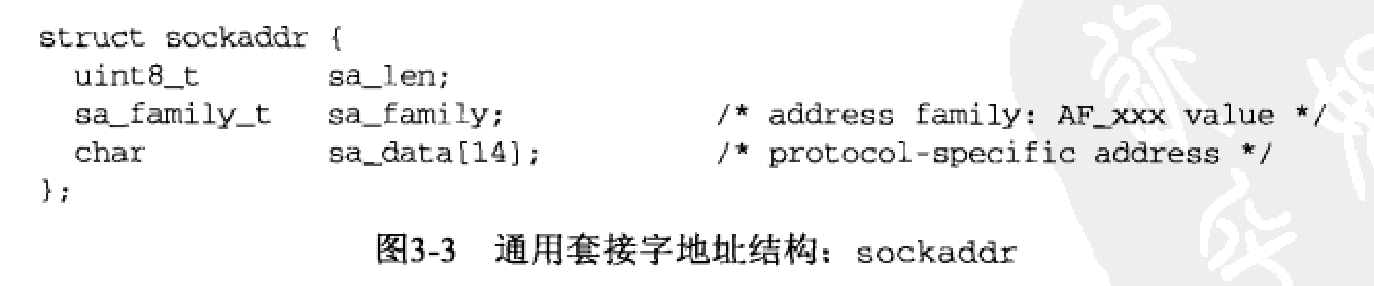 struct sockaddr {
  uint8_t        sa_len;
  sa_family_t    sa_family;            /* address family: AF_xxx value */
  char           sa_data[14];          /* protocol-specific address */
};
图3-3 通用套接字地址结构：sockaddr